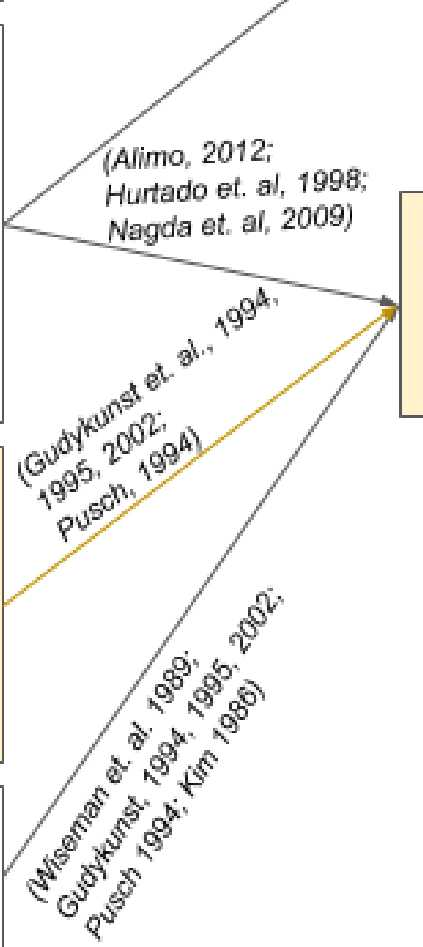 (Alimo, 2012;
Hurtado et. al, 1998;
Nagda et. al, 2009)
(Gudykunst et. al., 1994,
1995, 2002;
Pusch, 1994)
(Wiseman et. al. 1989;
Gudykunst, 1994, 1995, 2002;
Pusch 1994; Kim 1986)